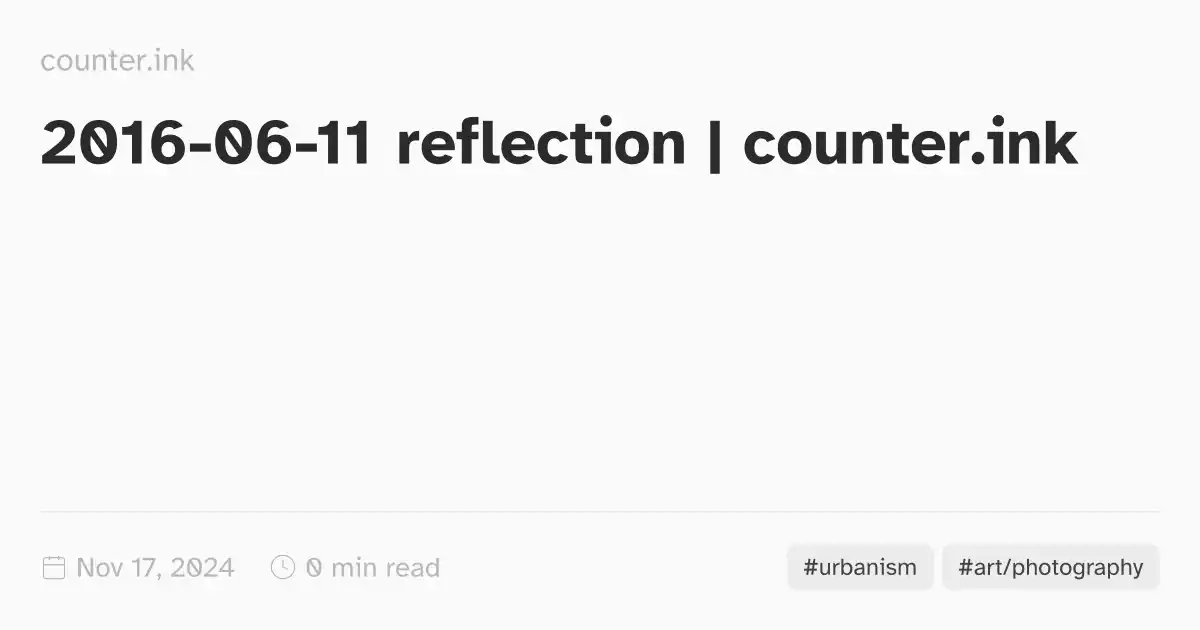 counter.ink
2016-06-11 reflection | counter.ink
Nov 17, 2024 0 min read #urbanism #art/photography